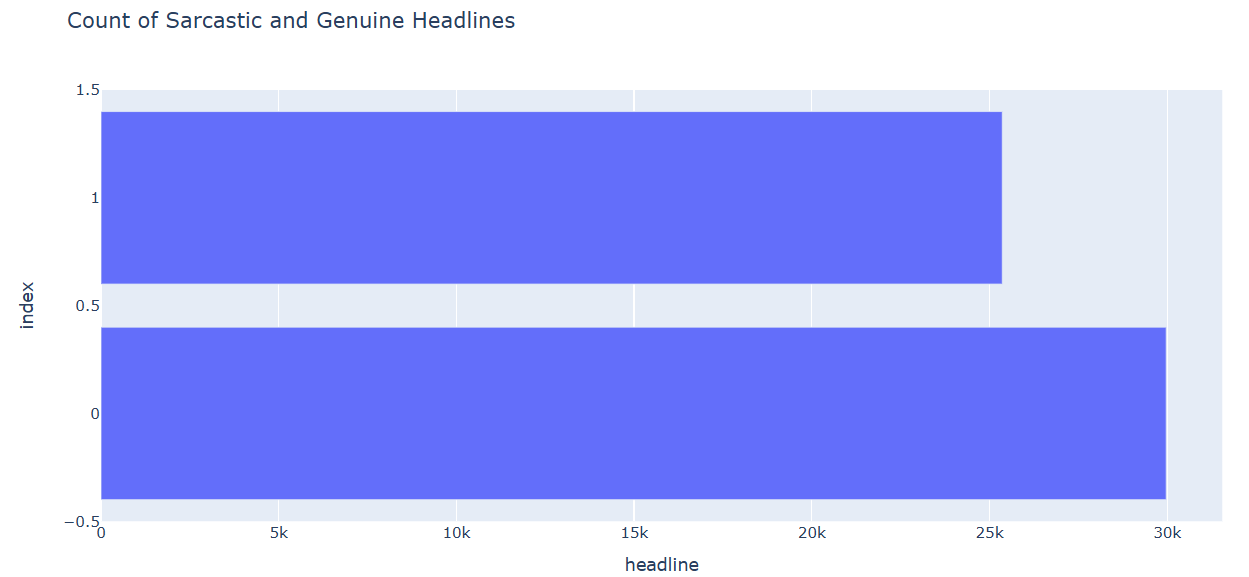 Count of Sarcastic and Genuine Headlines
1.5
1
0.5
0
−0.5
index
0 5k 10k 15k 20k 25k 30k
headline